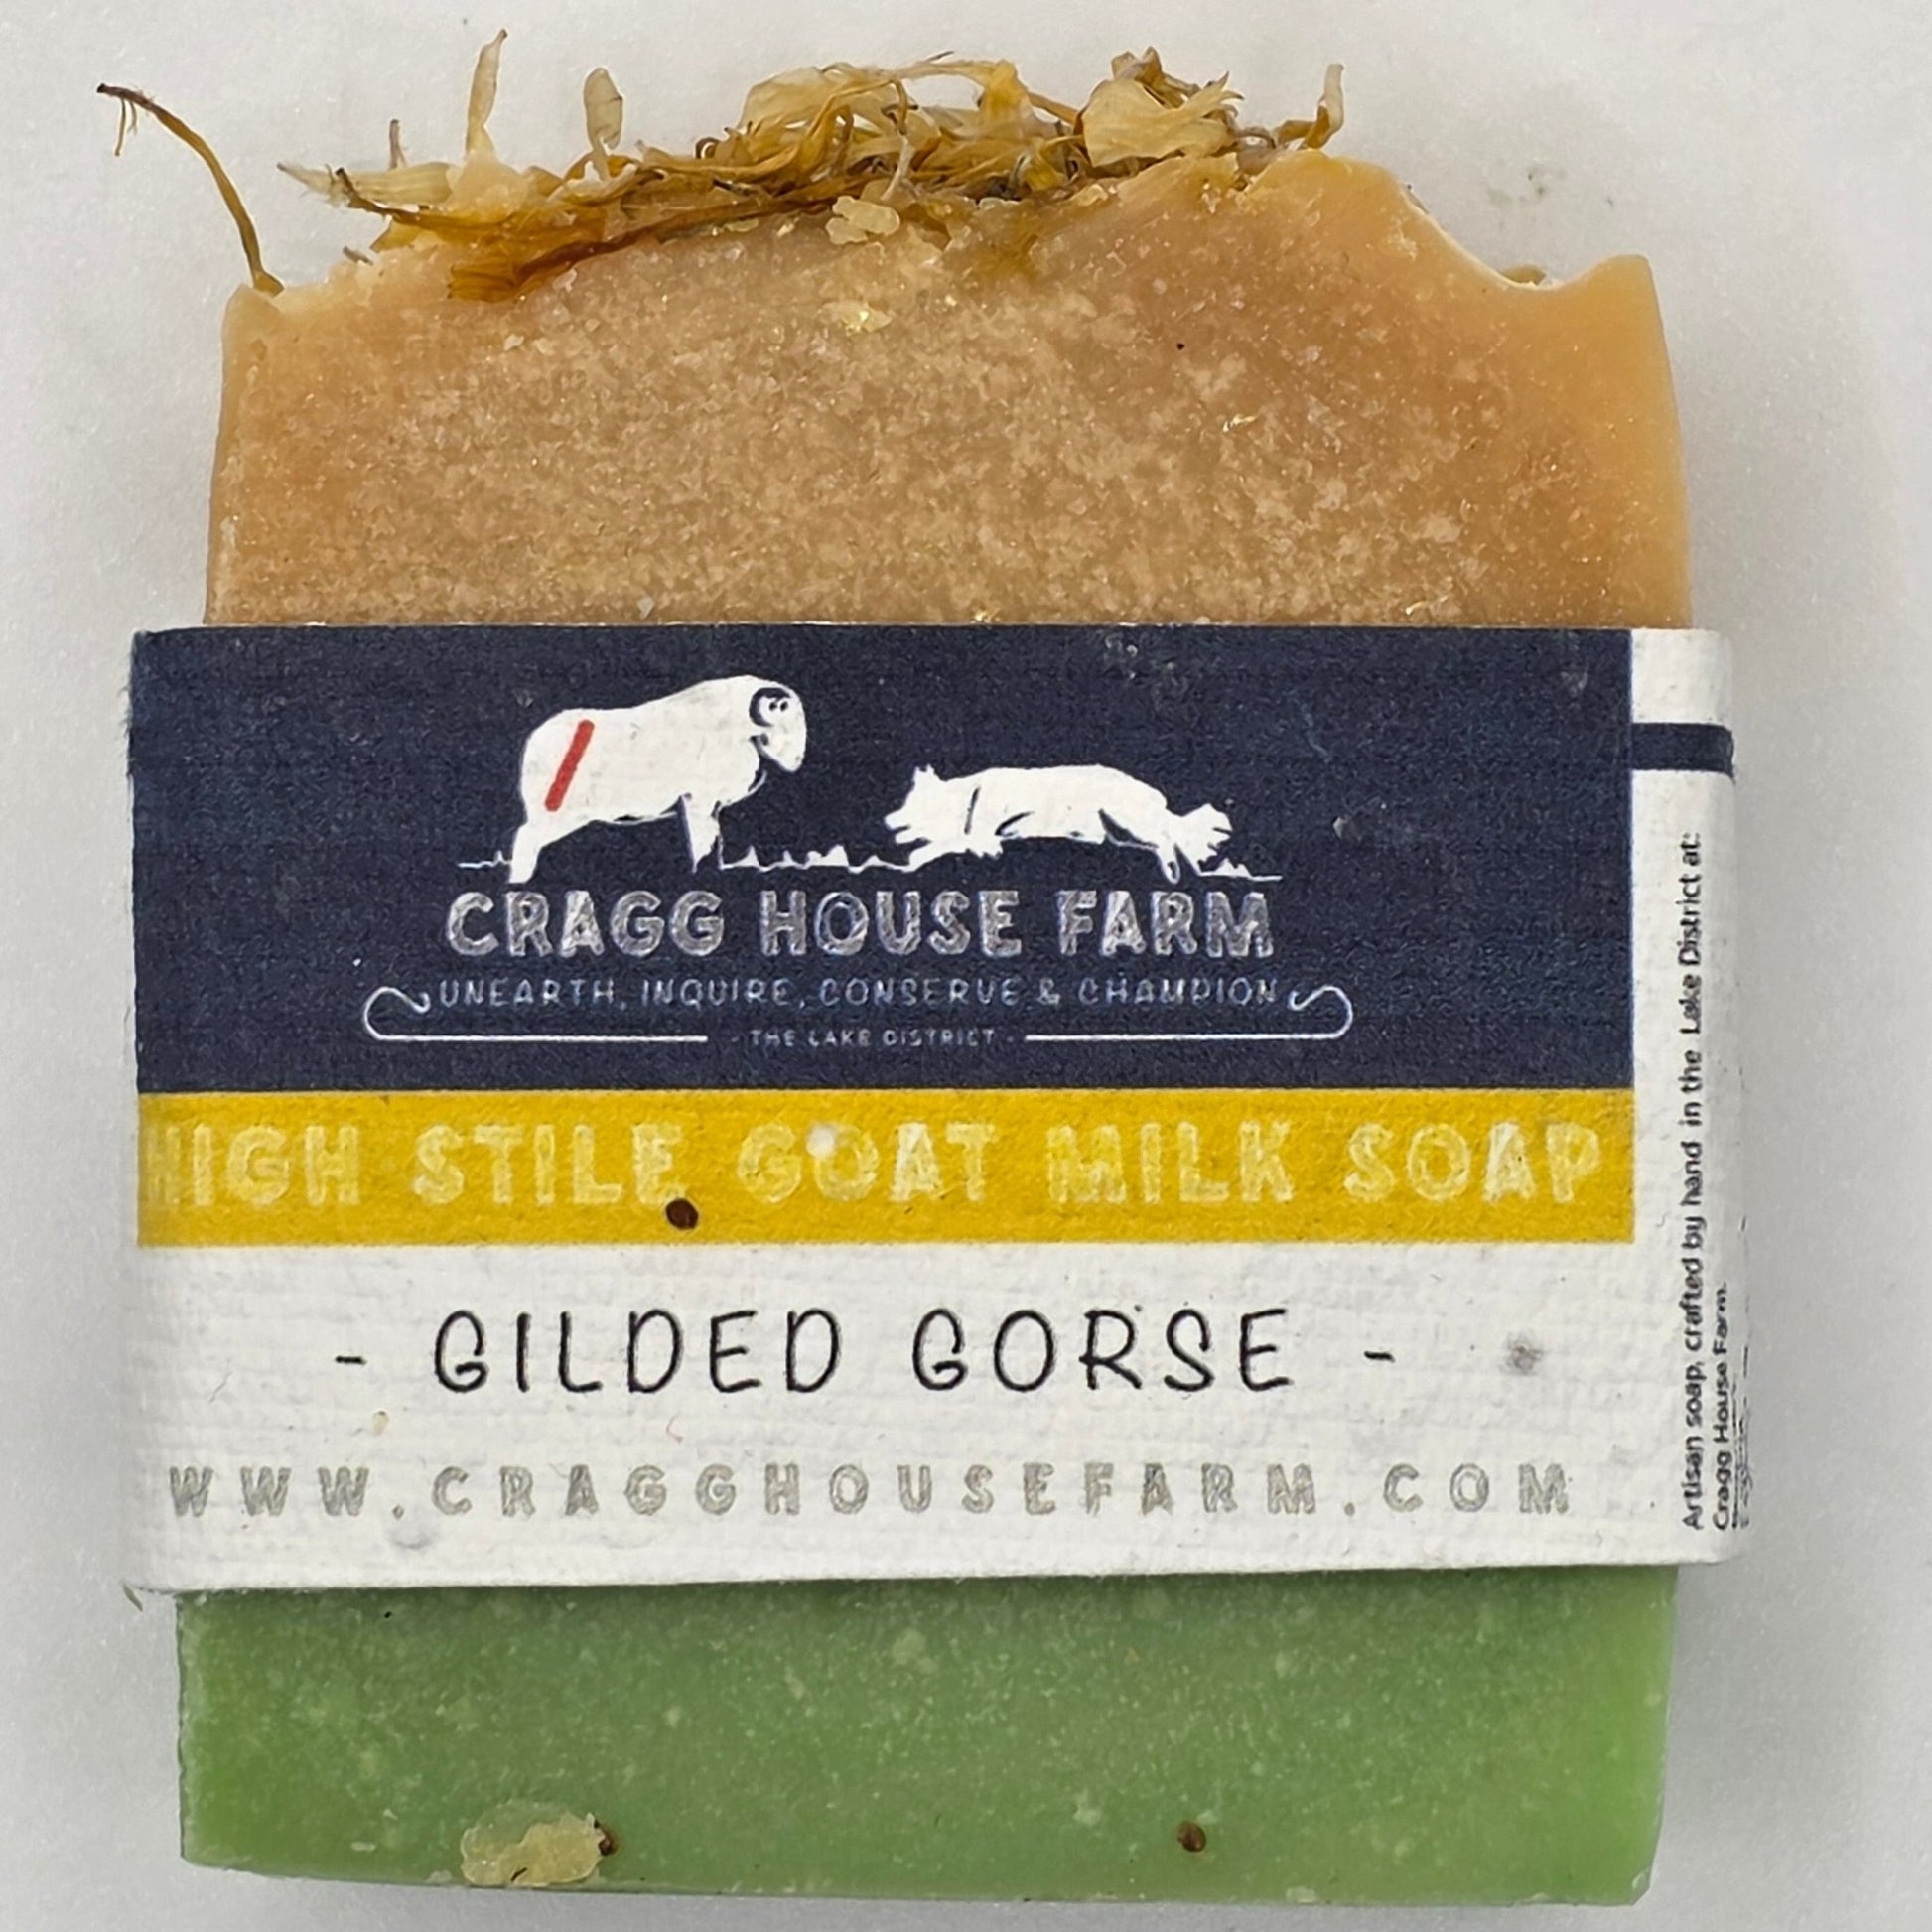 CRAGG HOUSE FARM
UNEARTH, INQUIRE, CONSERVE & CHAMPION
- THE LAKE DISTRICT -
HIGH STILE GOAT MILK SOAP
- GILDED GORSE -
WWW.CRAGGHOUSEFARM.COM
Artisan soap, crafted by hand in the Lake District at:
Cragg House Farm.